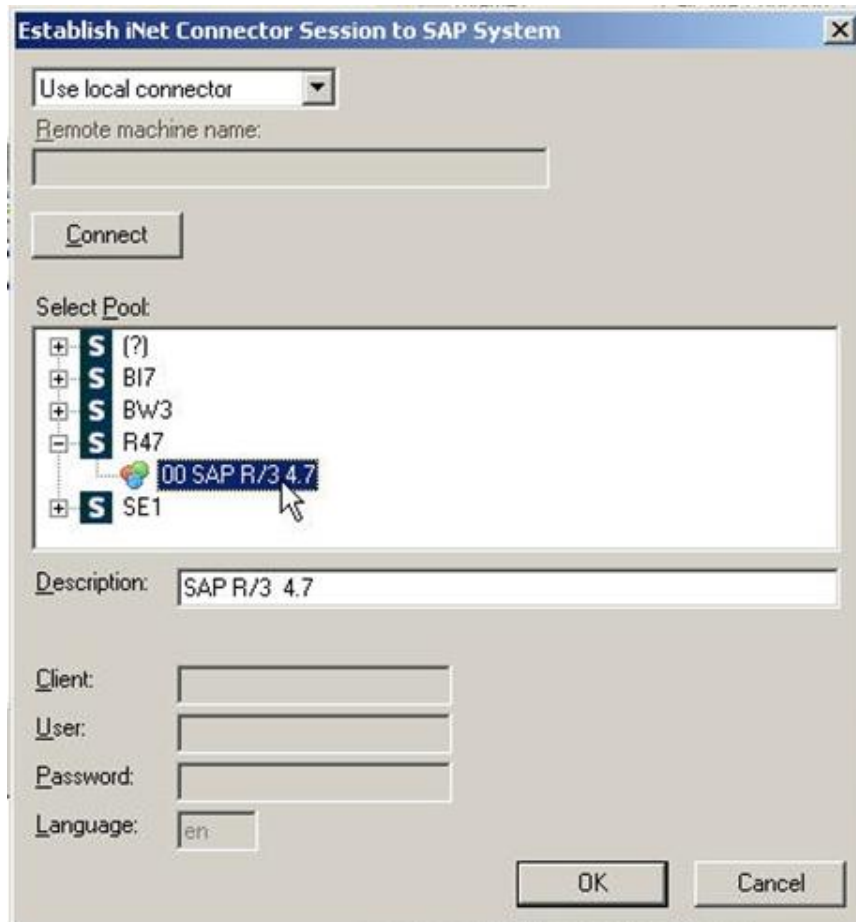 Establish iNet Connector Session to SAP System
Use local connector
Remote machine name:
Connect
Select Pool:
S (?)
S BI7
S BW3
S R47
00 SAP R/3 4.7
S SE1
Description: SAP R/3 4.7
Client:
User:
Password:
Language: en
OK Cancel